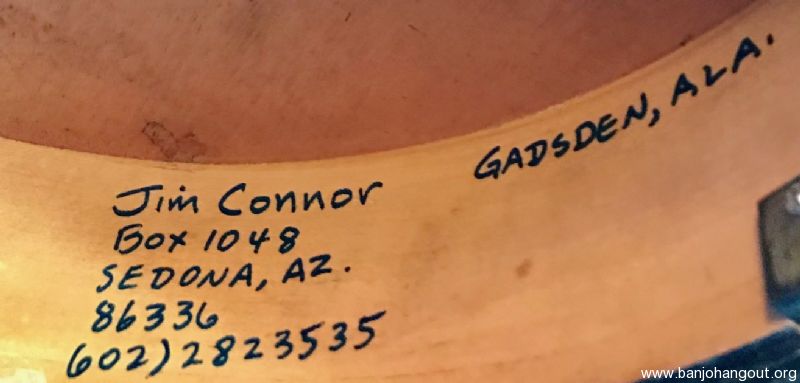 Jim Connor
Box 1048
SEDONA, AZ.
86336
602) 2823535
GADSDEN, ALA.
www.banjohangout.org